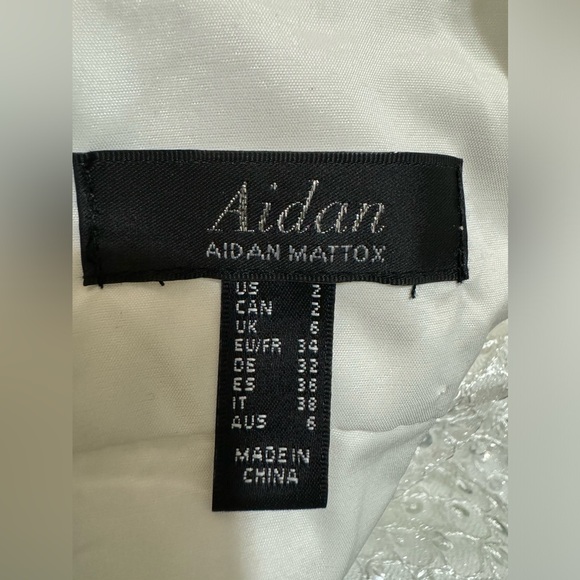 Aidan
AIDAN MATTOX
US 2
CAN 2
UK 6
EU/FR 34
DE 32
ES 36
IT 38
AUS 6
MADE IN
CHINA